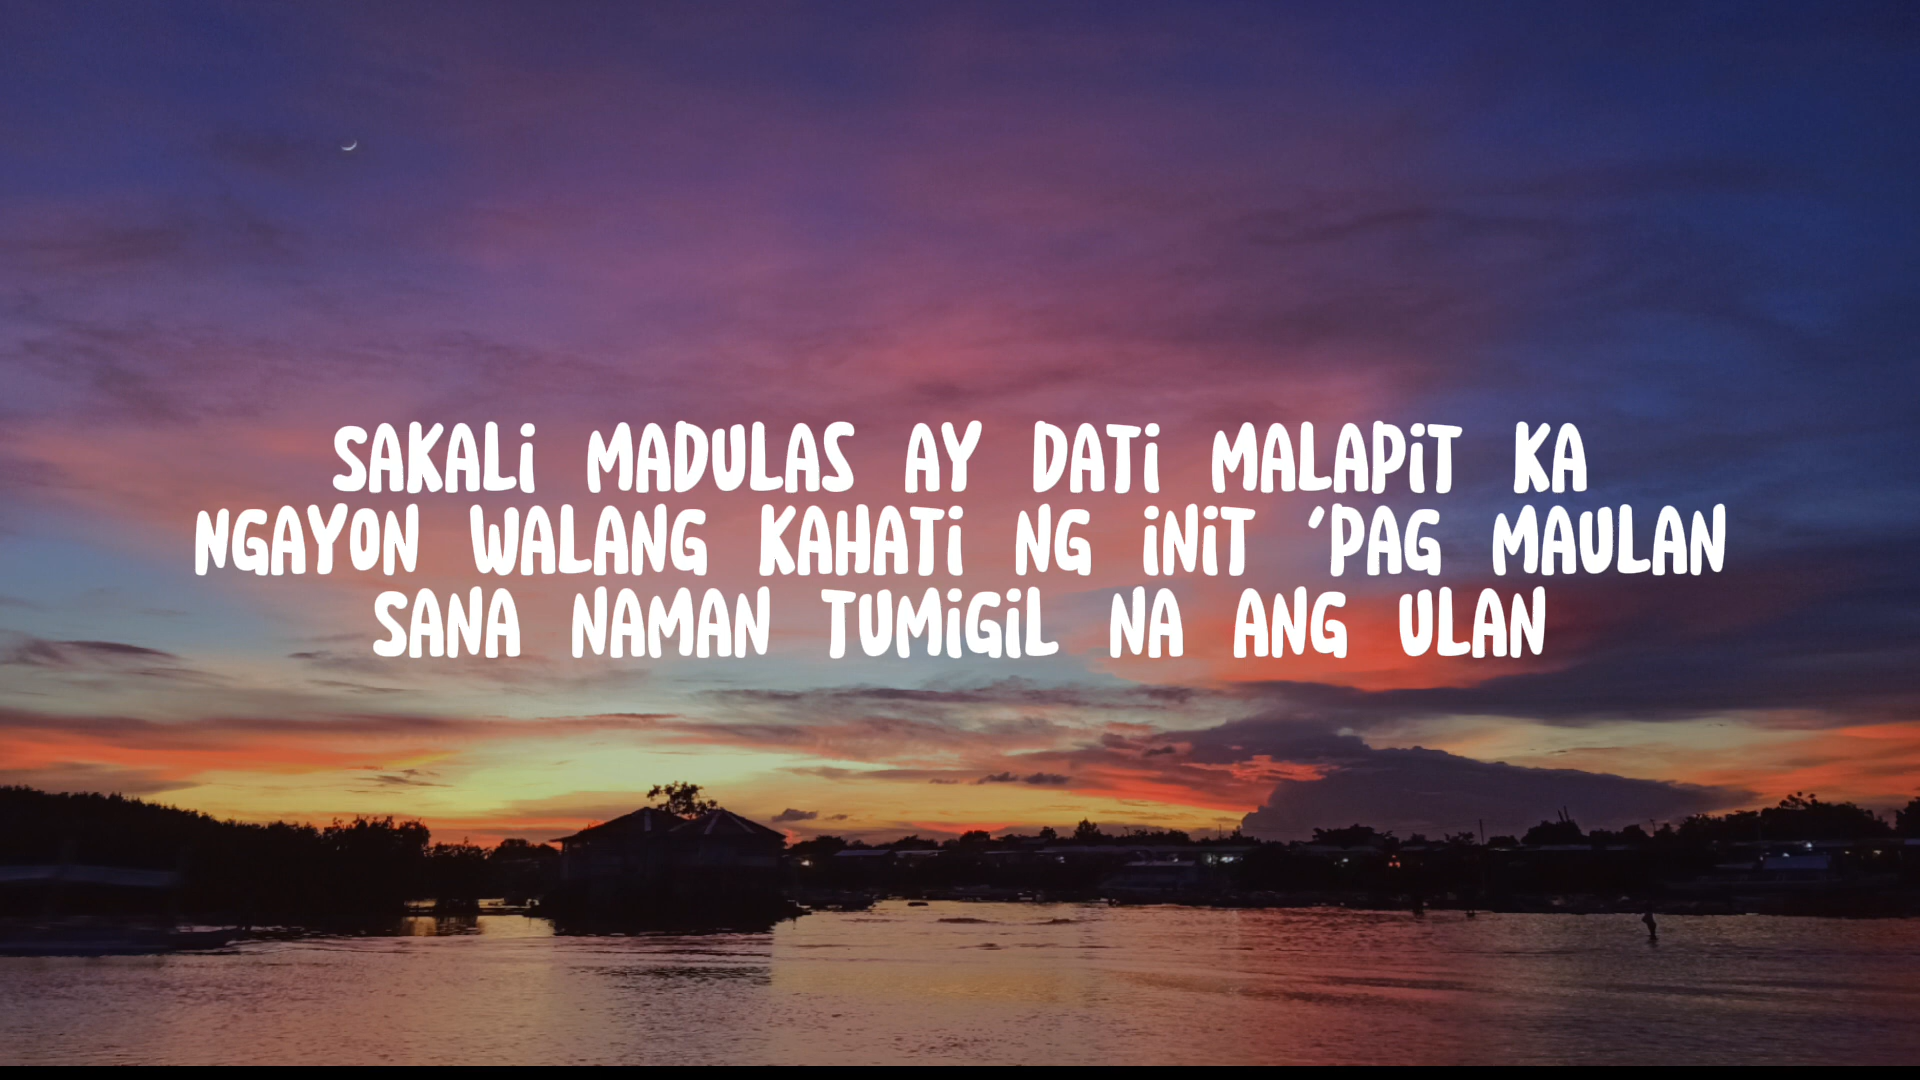 SAKALI MADULAS AY DATI MALAPIT KA
NGAYON WALANG KAHATI NG INIT 'PAG MAULAN
SANA NAMAN TUMIGIL NA ANG ULAN